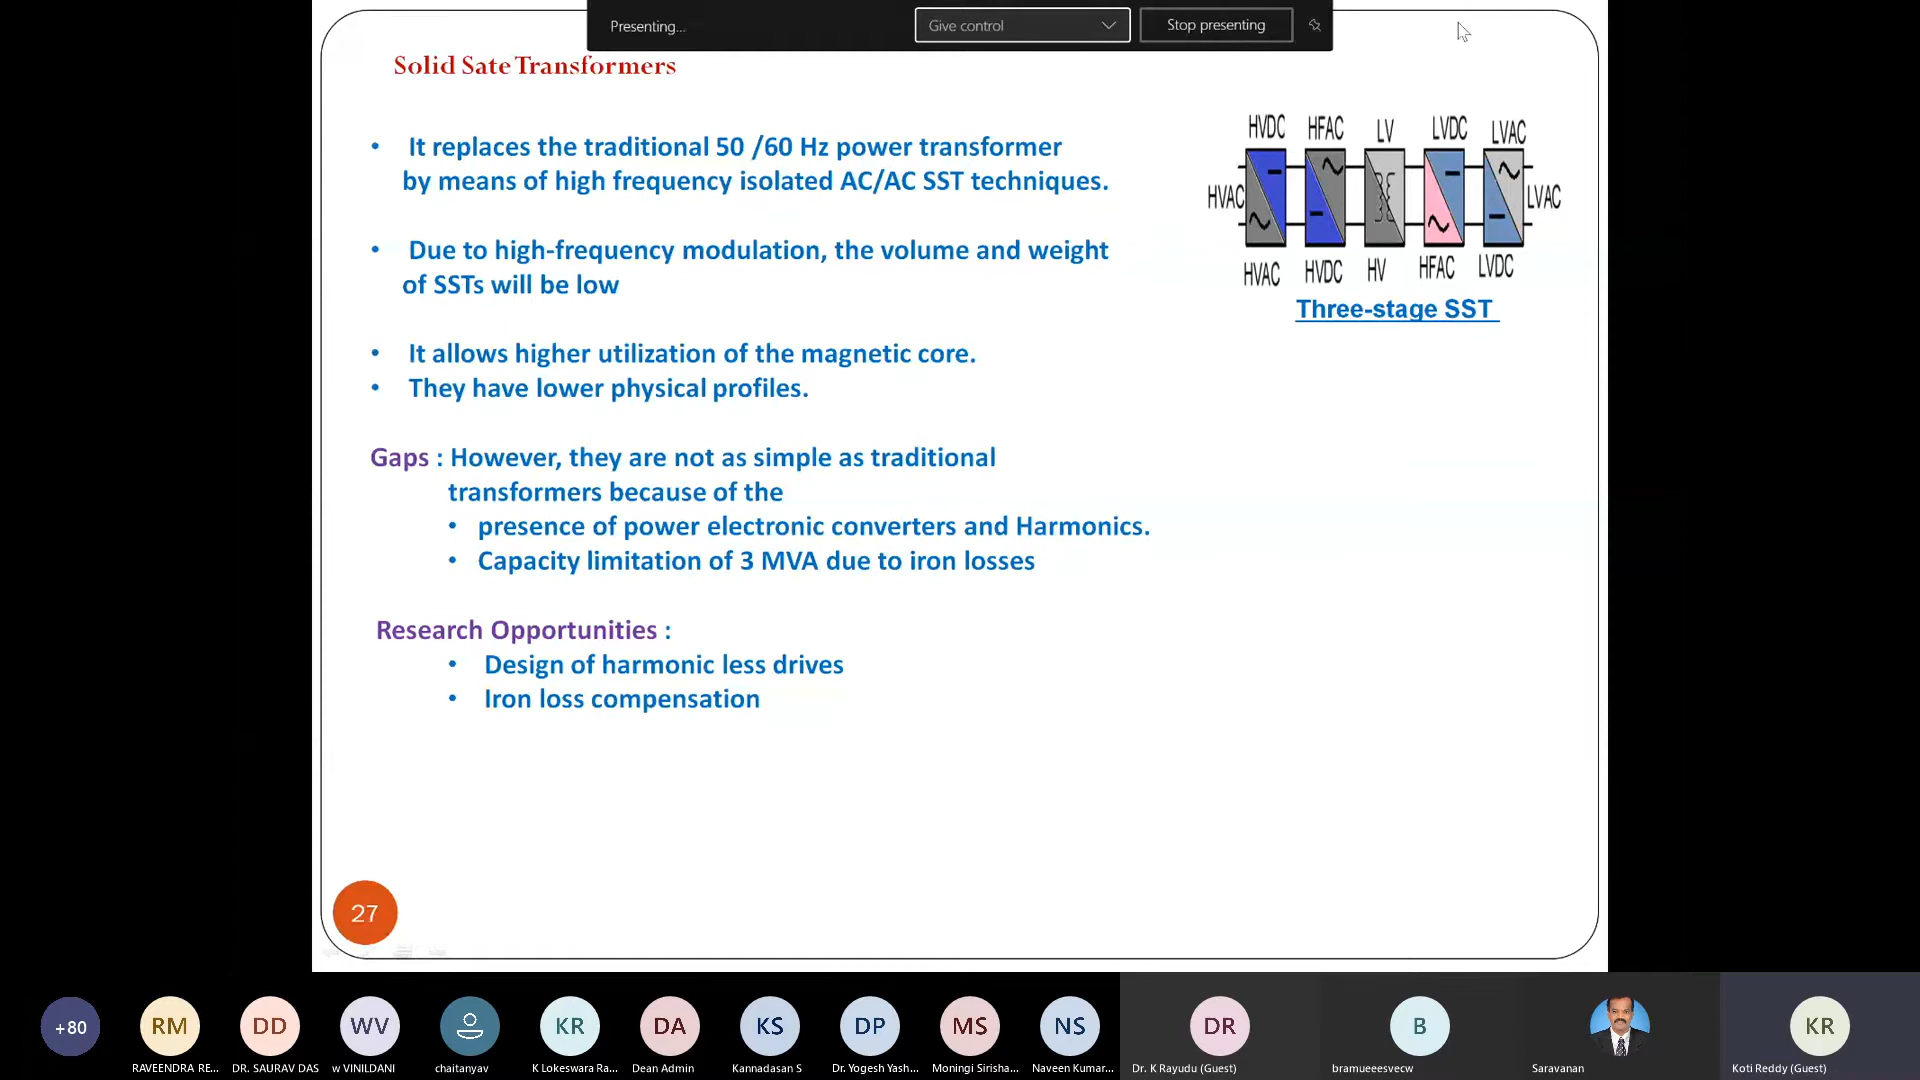 Presenting...
Give control
Stop presenting
Solid Sate Transformers
• It replaces the traditional 50 /60 Hz power transformer
by means of high frequency isolated AC/AC SST techniques.
• Due to high-frequency modulation, the volume and weight
of SSTs will be low
• It allows higher utilization of the magnetic core.
• They have lower physical profiles.
Gaps : However, they are not as simple as traditional
transformers because of the
• presence of power electronic converters and Harmonics.
• Capacity limitation of 3 MVA due to iron losses
Research Opportunities :
• Design of harmonic less drives
• Iron loss compensation
HVDC HFAC LV LVDC LVAC
HVAC LVAC
HVAC HVDC HV HFAC LVDC
Three-stage SST
27
+80 RM DD WV KR DA KS DP MS NS DR B KR
RAVEENDRA RE... DR. SAURAV DAS w VINILDANI chaitanyav K Lokeswara Ra... Dean Admin Kannadasan S Dr. Yogesh Yash... Moningi Sirisha... Naveen Kumar... Dr. K Rayudu (Guest) bramueeesvecw Saravanan Koti Reddy (Guest)